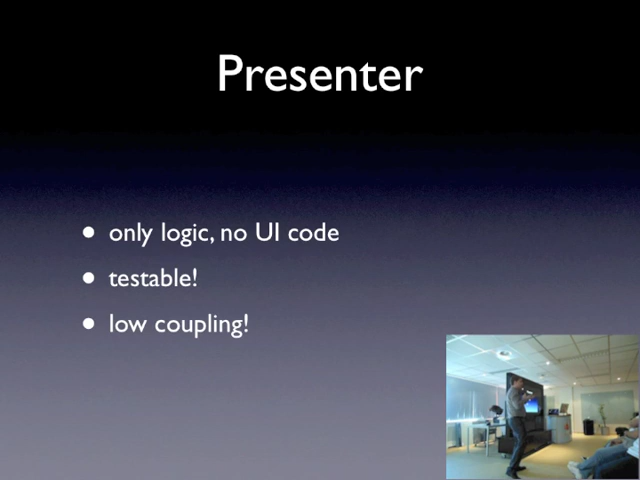 Presenter
• only logic, no UI code
• testable!
• low coupling!